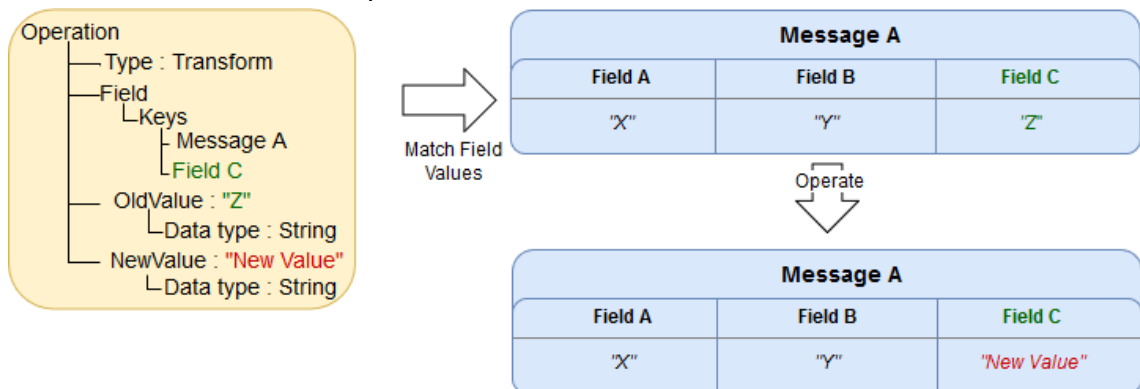 Operation
Type : Transform
Field
Keys
Message A
Field C
OldValue : "Z"
Data type : String
NewValue : "New Value"
Data type : String
Match Field
Values
Message A
Field A Field B Field C
"X" "Y" "Z"
Operate
Message A
Field A Field B Field C
"X" "Y" "New Value"